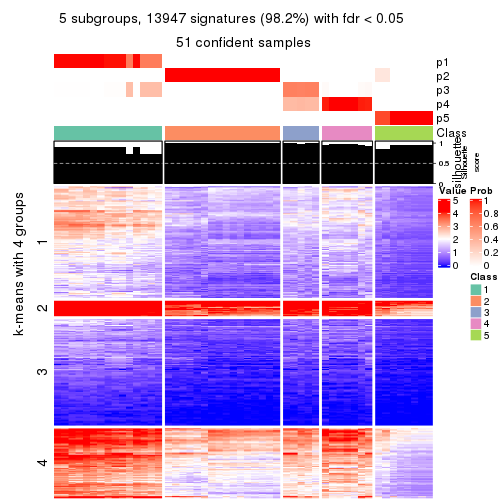 5 subgroups, 13947 signatures (98.2%) with fdr < 0.05
51 confident samples
p1
p2
p3
p4
p5
Class
1
0.5
0
silhouette
Silhouette
score
k-means with 4 groups
1
2
3
4
Value
5
4
3
2
1
0
Prob
1
0.8
0.6
0.4
0.2
0
Class
1
2
3
4
5